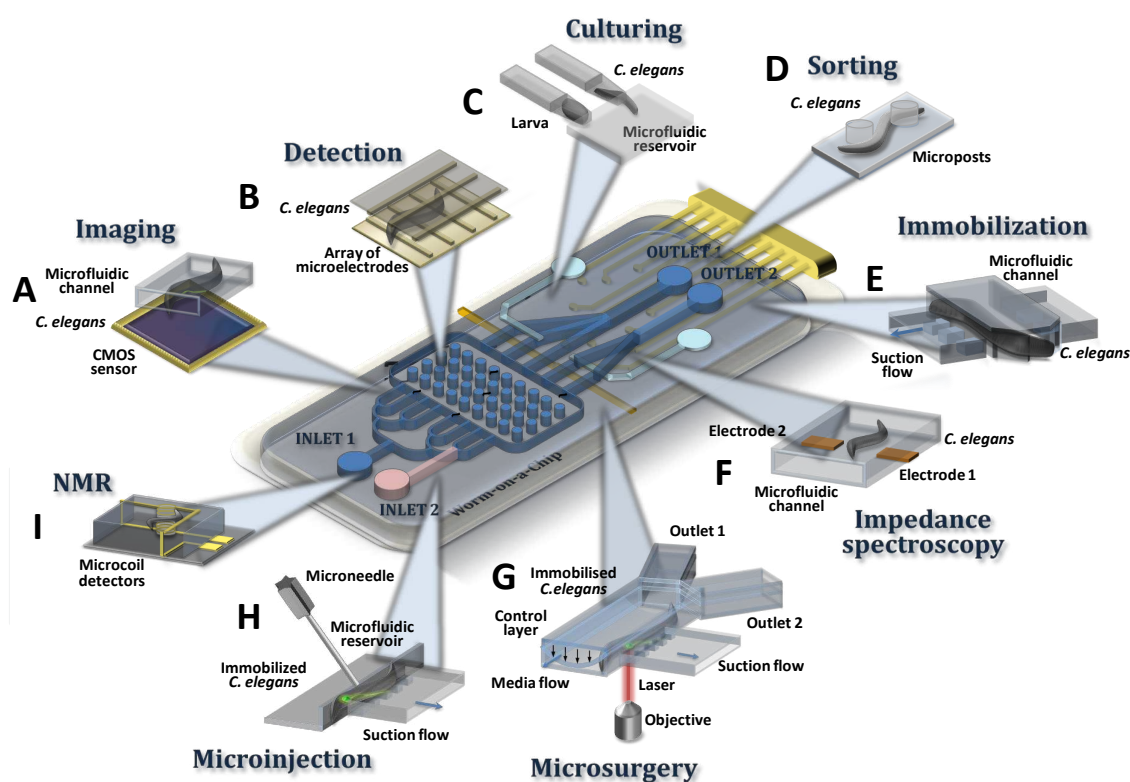 Culturing
C. elegans
C
Larva
Microfluidic
reservoir
D
Sorting
C. elegans
Microposts
Detection
B
C. elegans
Array of
microelectrodes
Imaging
A
Microfluidic
channel
C. elegans
CMOS
sensor
OUTLET 1
OUTLET 2
Immobilization
Microfluidic
channel
E
Suction
flow
C. elegans
INLET 1
INLET 2
Worm-on-a-Chip
Electrode 2
C. elegans
F
Electrode 1
Microfluidic
channel
Impedance
spectroscopy
NMR
I
Microcoil
detectors
Microneedle
H
Microfluidic
reservoir
Immobilized
C. elegans
Suction flow
Microinjection
Outlet 1
G
Immobilised
C.elegans
Control
layer
Outlet 2
Media flow
Suction flow
Laser
Objective
Microsurgery